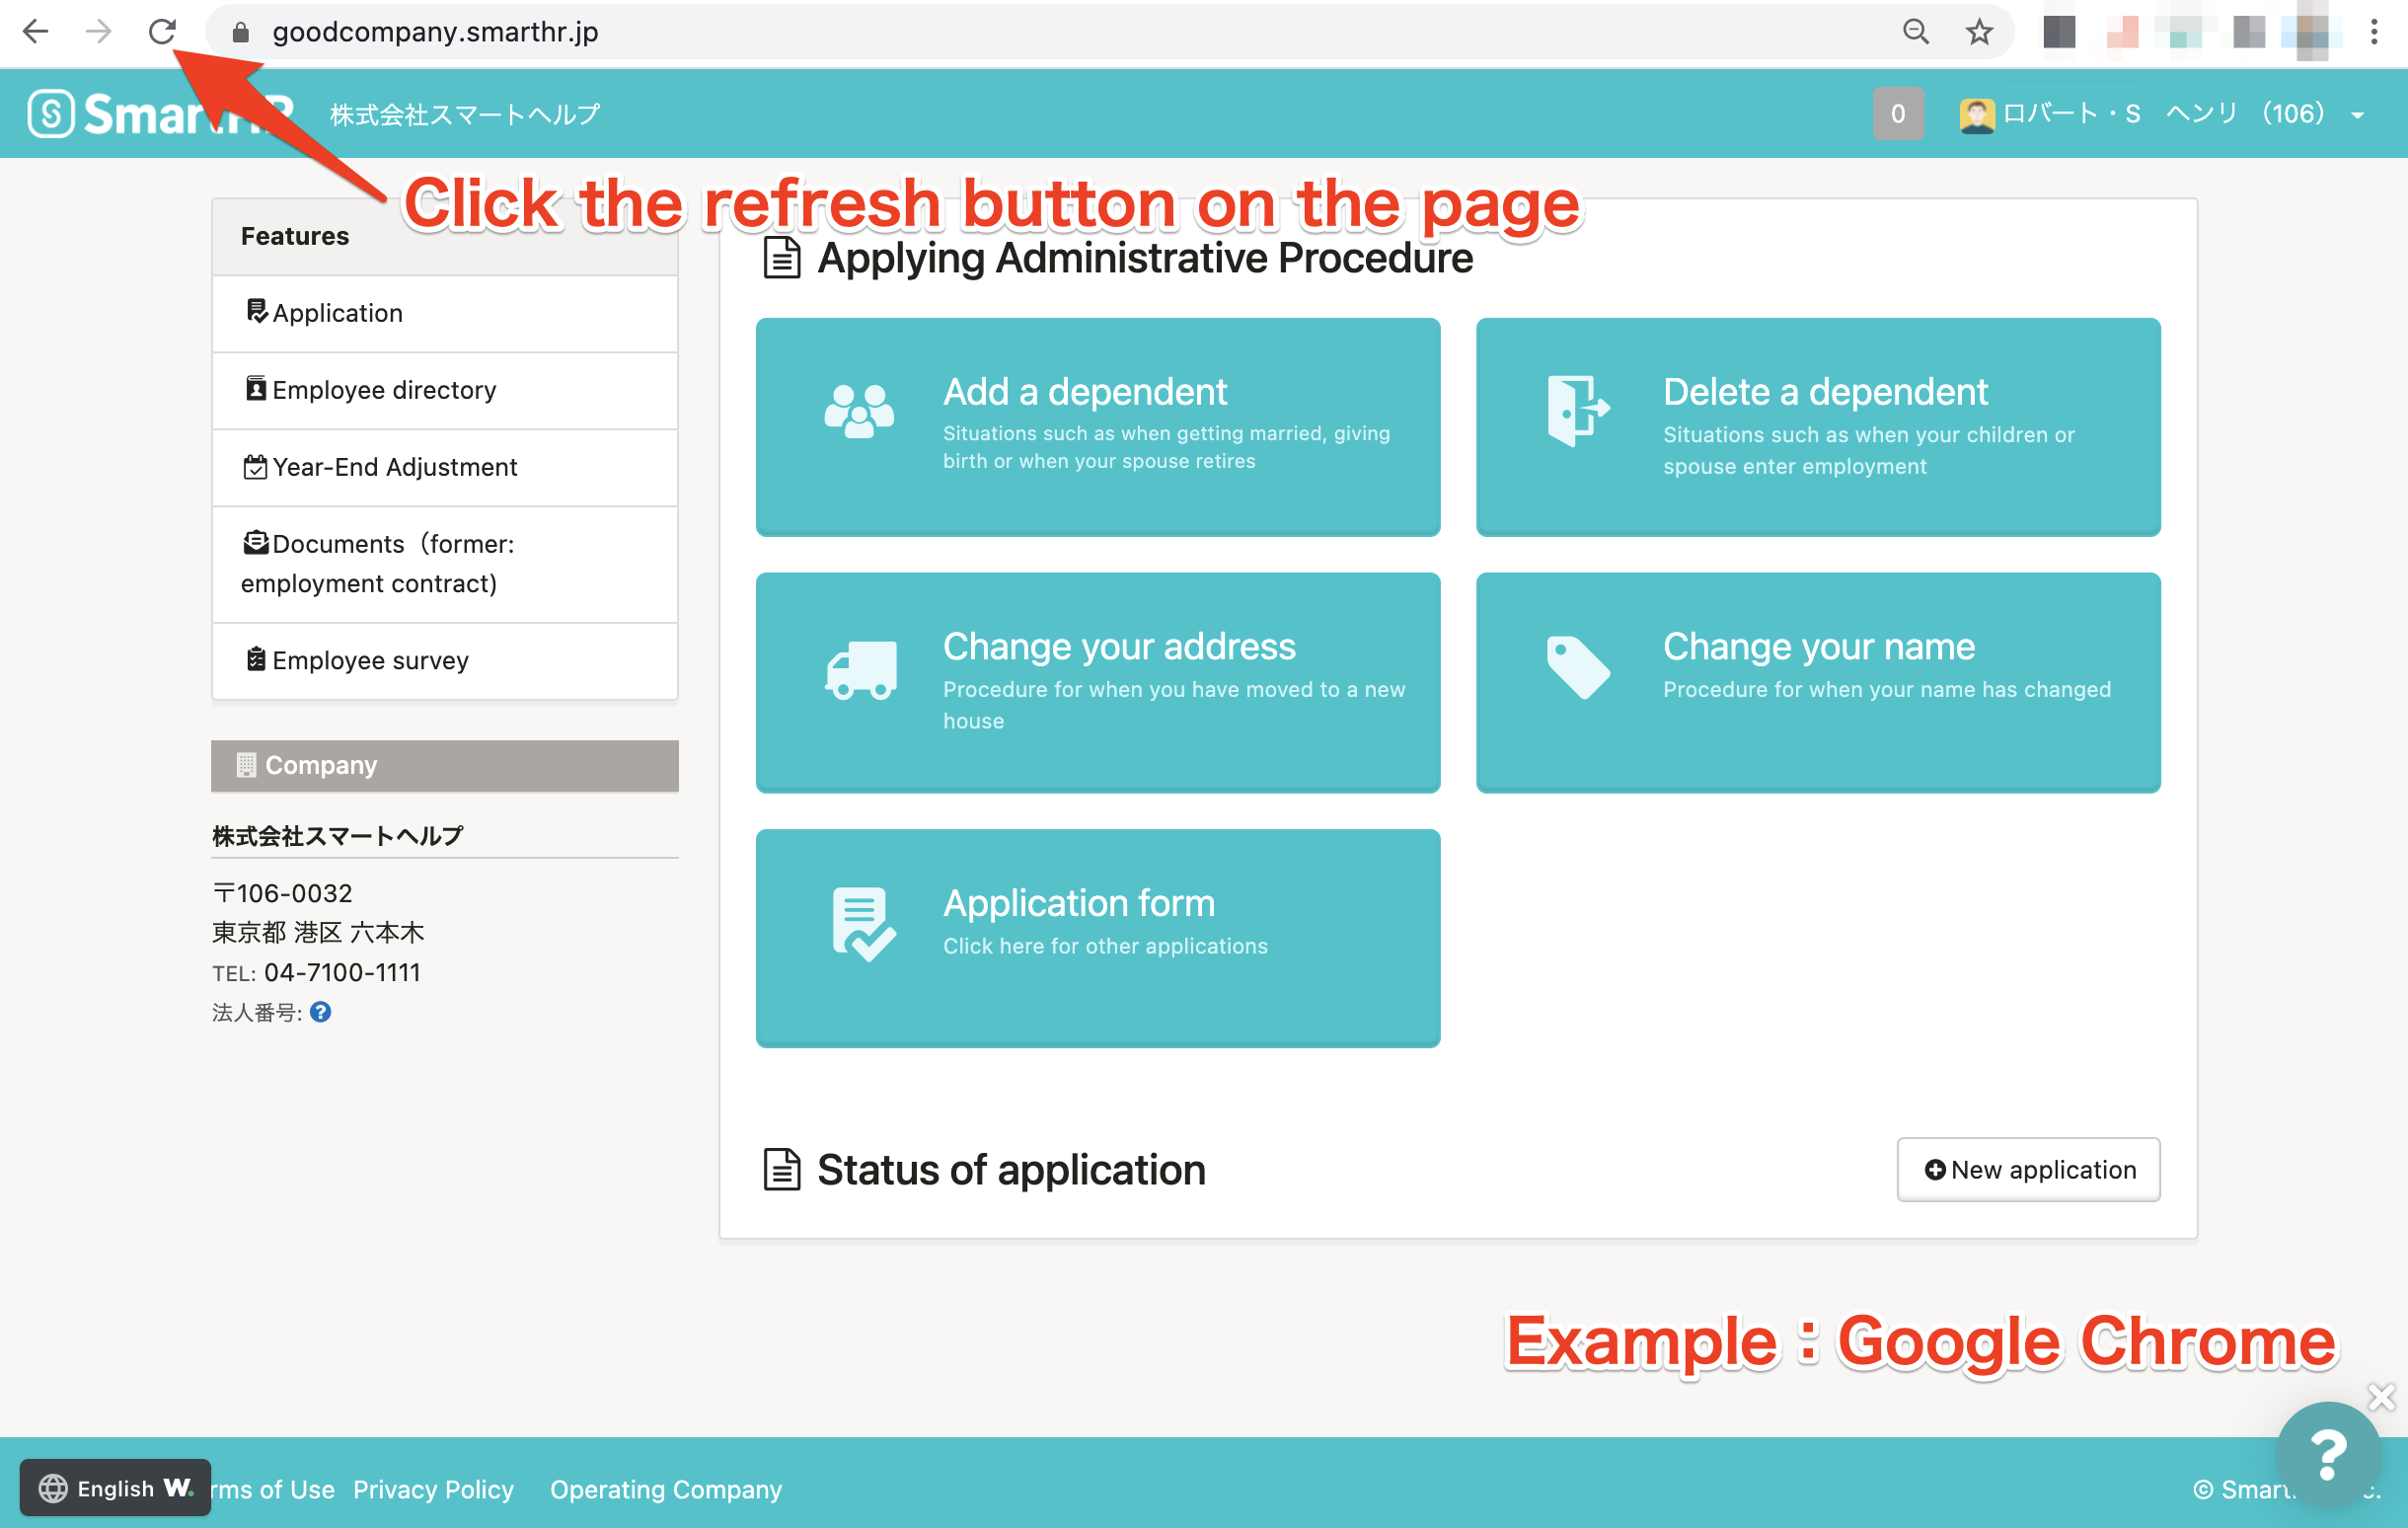 goodcompany.smarthr.jp
株式会社スマートヘルプ
0
ロバート・S ヘンリ （106）
Click the refresh button on the page
Features
Application
Employee directory
Year-End Adjustment
Documents（former:
employment contract)
Employee survey
Company
株式会社スマートヘルプ
〒106-0032
東京都 港区 六本木
TEL: 04-7100-1111
法人番号: ?
Applying Administrative Procedure
Add a dependent
Situations such as when getting married, giving
birth or when your spouse retires
Delete a dependent
Situations such as when your children or
spouse enter employment
Change your address
Procedure for when you have moved to a new
house
Change your name
Procedure for when your name has changed
Application form
Click here for other applications
Status of application
New application
Example：Google Chrome
English W.
rms of Use Privacy Policy Operating Company
©
?